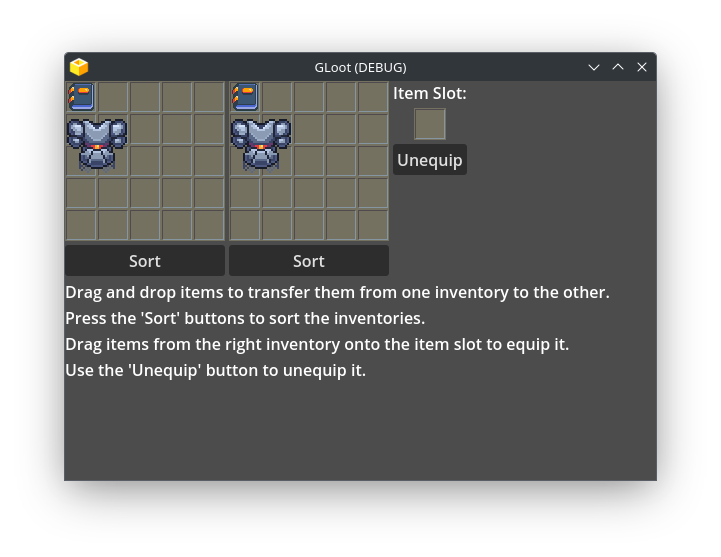 GLoot (DEBUG)
Item Slot:
Unequip
Sort
Sort
Drag and drop items to transfer them from one inventory to the other.
Press the 'Sort' buttons to sort the inventories.
Drag items from the right inventory onto the item slot to equip it.
Use the 'Unequip' button to unequip it.